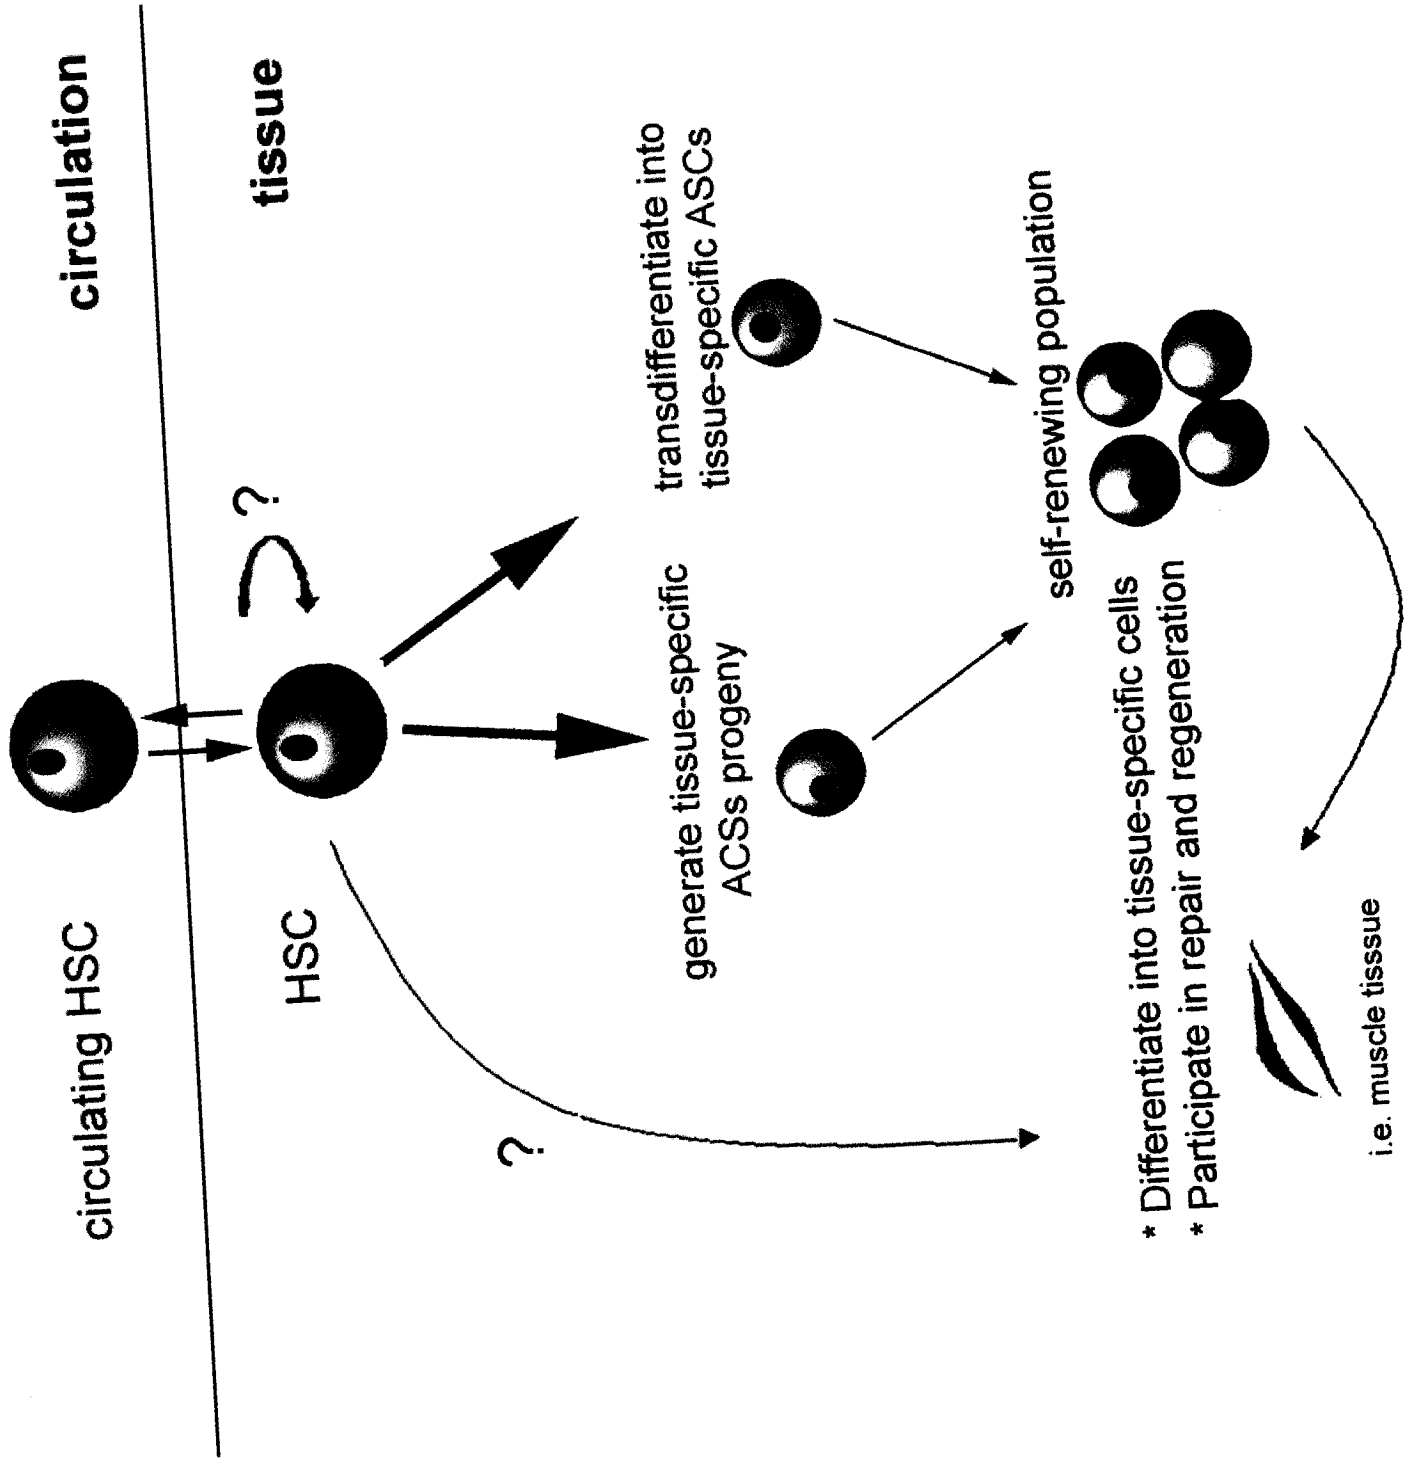 circulating HSC
circulation
HSC
?
tissue
?
generate tissue-specific
ACSs progeny
transdifferentiate into
tissue-specific ASCs
self-renewing population
* Differentiate into tissue-specific cells
* Participate in repair and regeneration
i.e. muscle tisssue